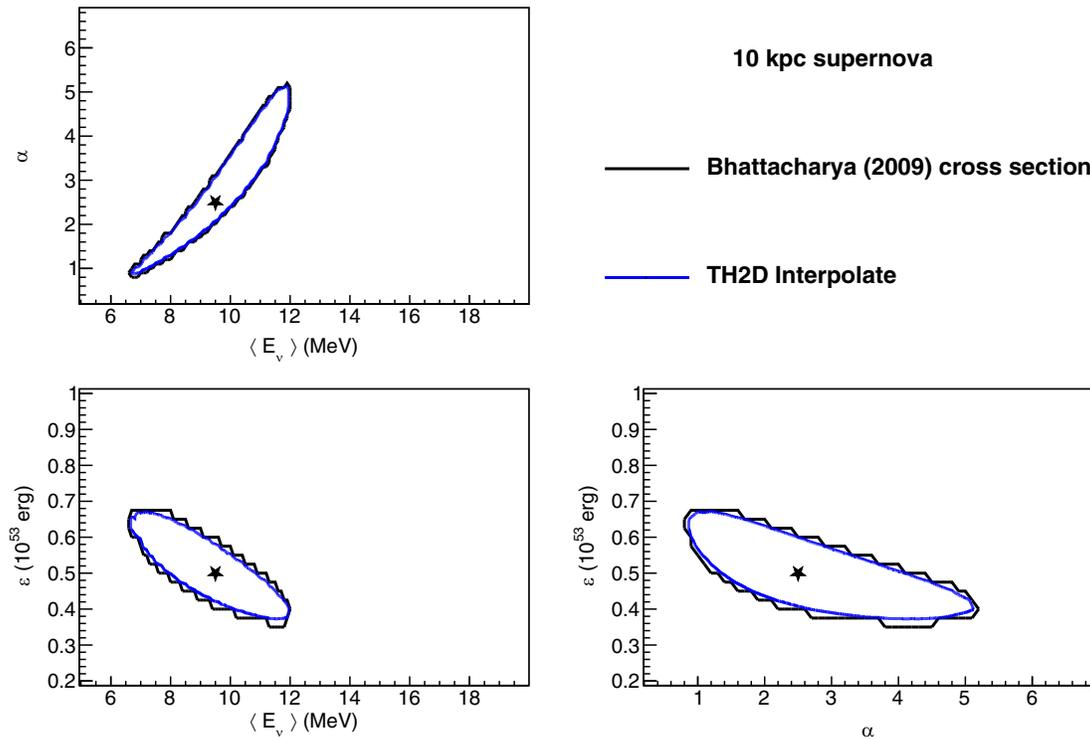 6
5
4
3
2
1
α
6 8 10 12 14 16 18
⟨ E_ν ⟩ (MeV)
10 kpc supernova
Bhattacharya (2009) cross section
TH2D Interpolate
1
0.9
0.8
0.7
0.6
0.5
0.4
0.3
0.2
ε (10^53 erg)
6 8 10 12 14 16 18
⟨ E_ν ⟩ (MeV)
1
0.9
0.8
0.7
0.6
0.5
0.4
0.3
0.2
ε (10^53 erg)
1 2 3 4 5 6
α